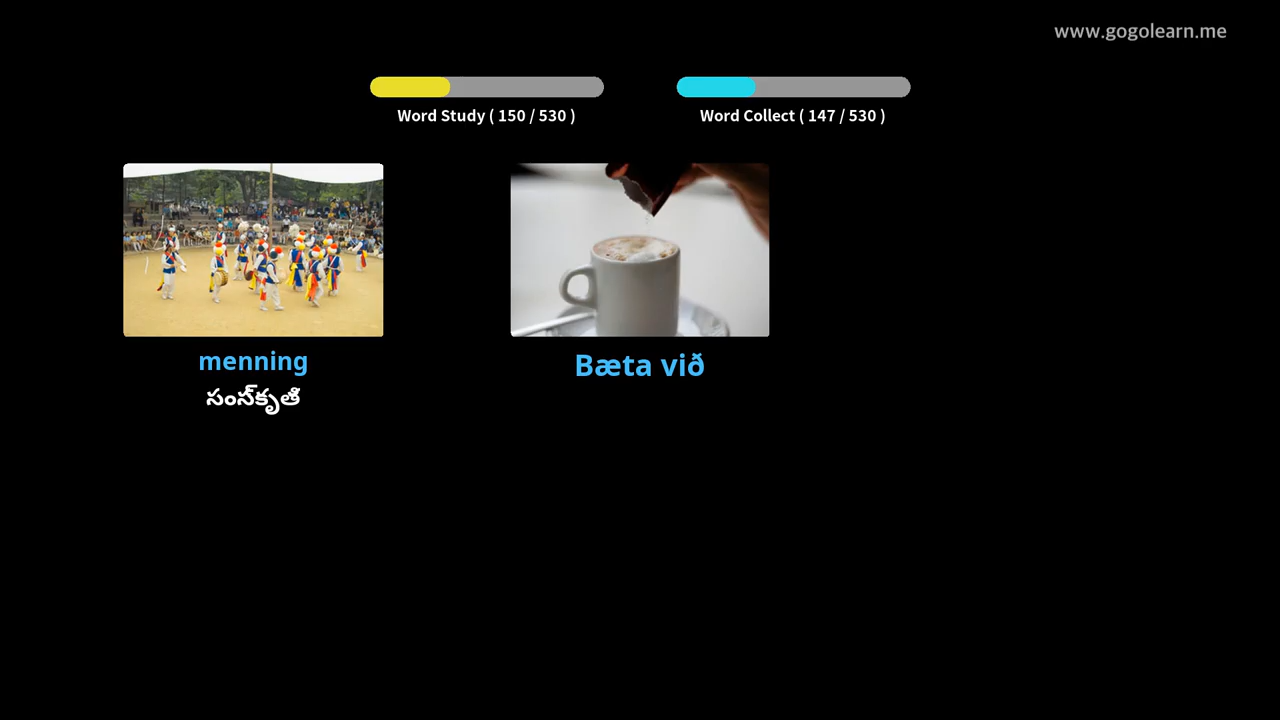 www.gogolearn.me
Word Study ( 150 / 530 )
Word Collect ( 147 / 530 )
menning
సంస్కృతి
Bæta við